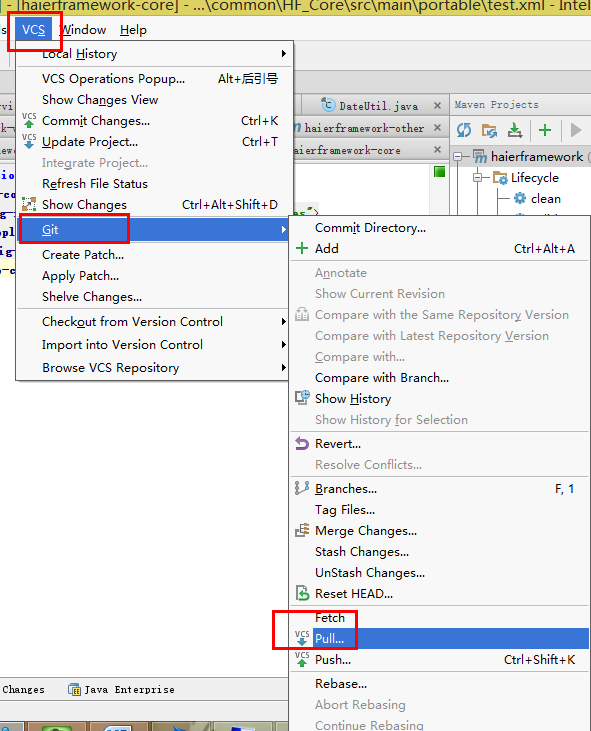 ] - [haierframework-core] - ...\common\HF_Core\src\main\portable\test.xml - Intel
VCS Window Help
Local History
VCS Operations Popup... Alt+后引号
Show Changes View
VCS Commit Changes... Ctrl+K
VCS Update Project... Ctrl+T
Integrate Project...
Refresh File Status
Show Changes Ctrl+Alt+Shift+D
Git
Create Patch...
Apply Patch...
Shelve Changes...
Checkout from Version Control
Import into Version Control
Browse VCS Repository
DateUtil.java
haierframework-other
haierframework-core
Maven Projects
haierframework (
Lifecycle
clean
Commit Directory...
Add Ctrl+Alt+A
Annotate
Show Current Revision
Compare with the Same Repository Version
Compare with Latest Repository Version
Compare with...
Compare with Branch...
Show History
Show History for Selection
Revert...
Resolve Conflicts...
Branches... F, 1
Tag Files...
Merge Changes...
Stash Changes...
UnStash Changes...
Reset HEAD...
Fetch
VCS Pull...
VCS Push... Ctrl+Shift+K
Rebase...
Abort Rebasing
Continue Rebasing
Changes Java Enterprise